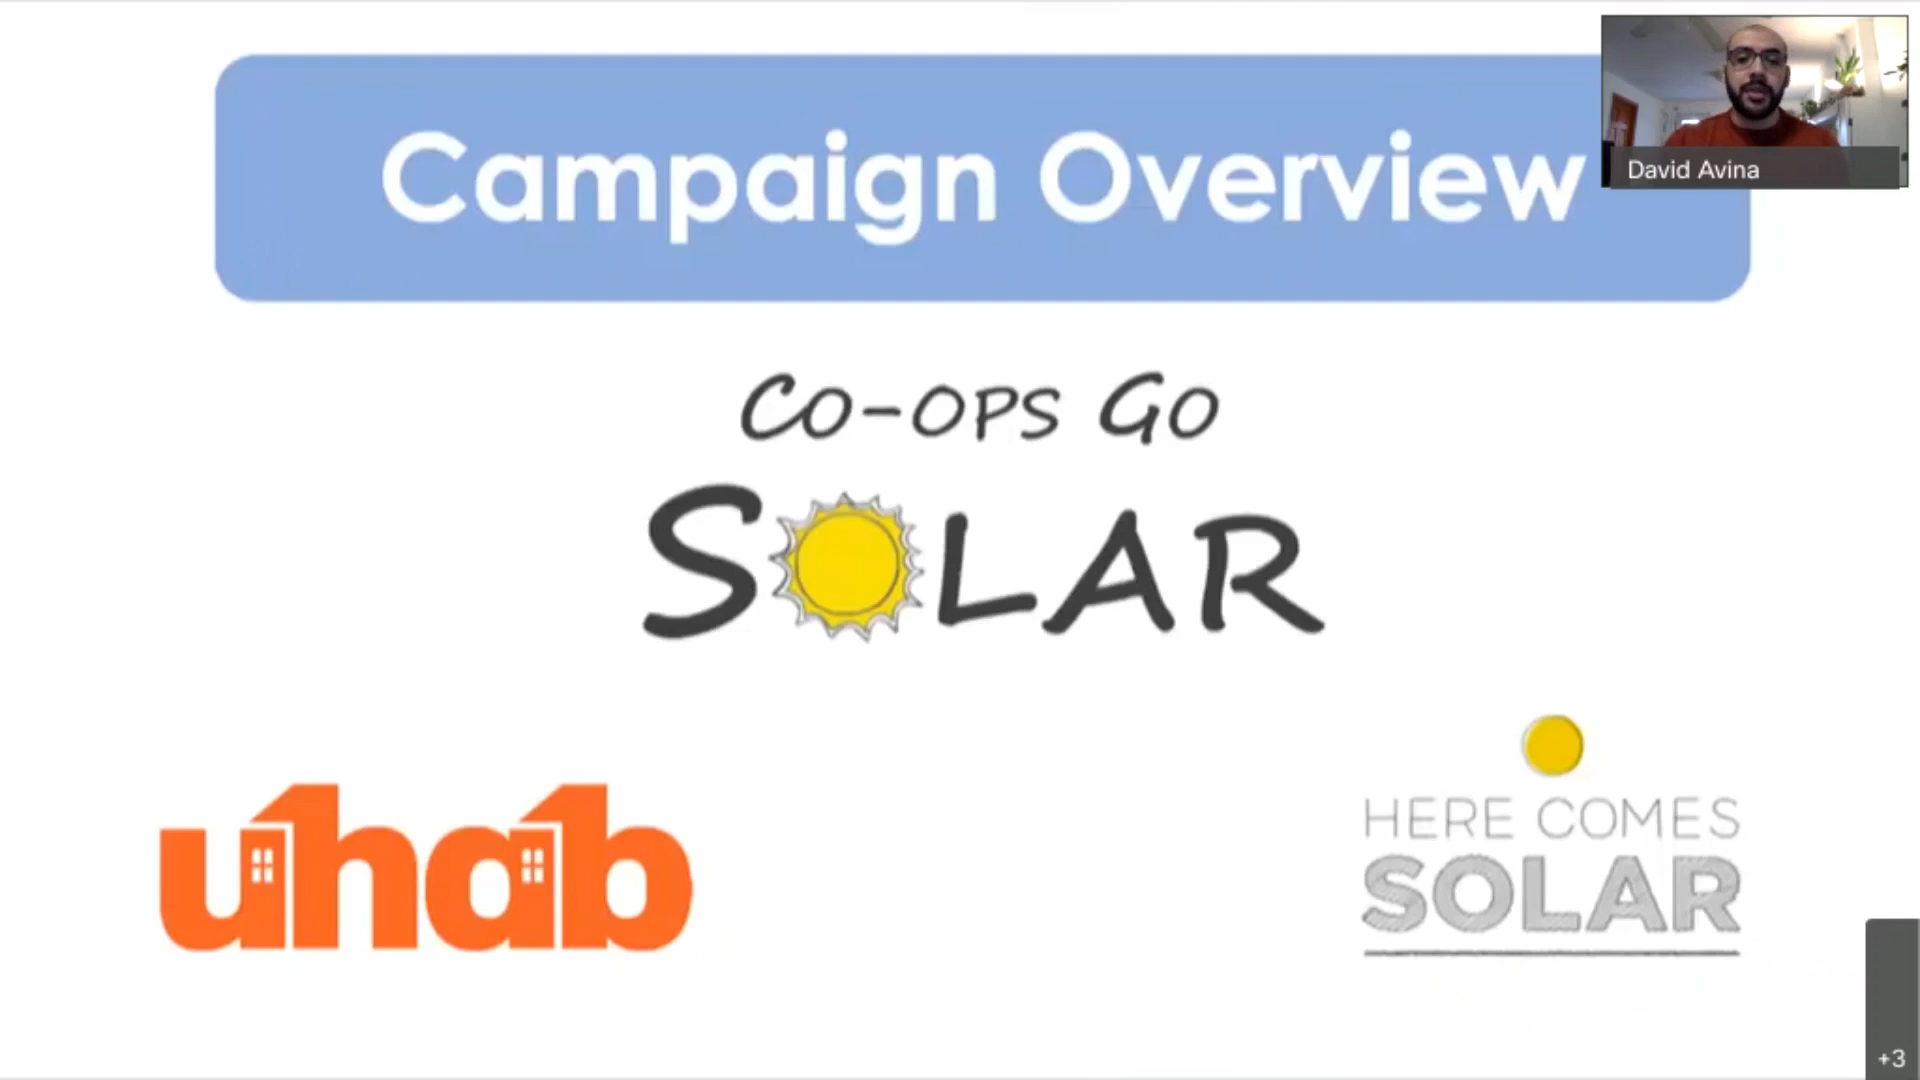 Campaign Overview
David Avina
Co-ops Go
SOLAR
uhab
HERE COMES
SOLAR
+3